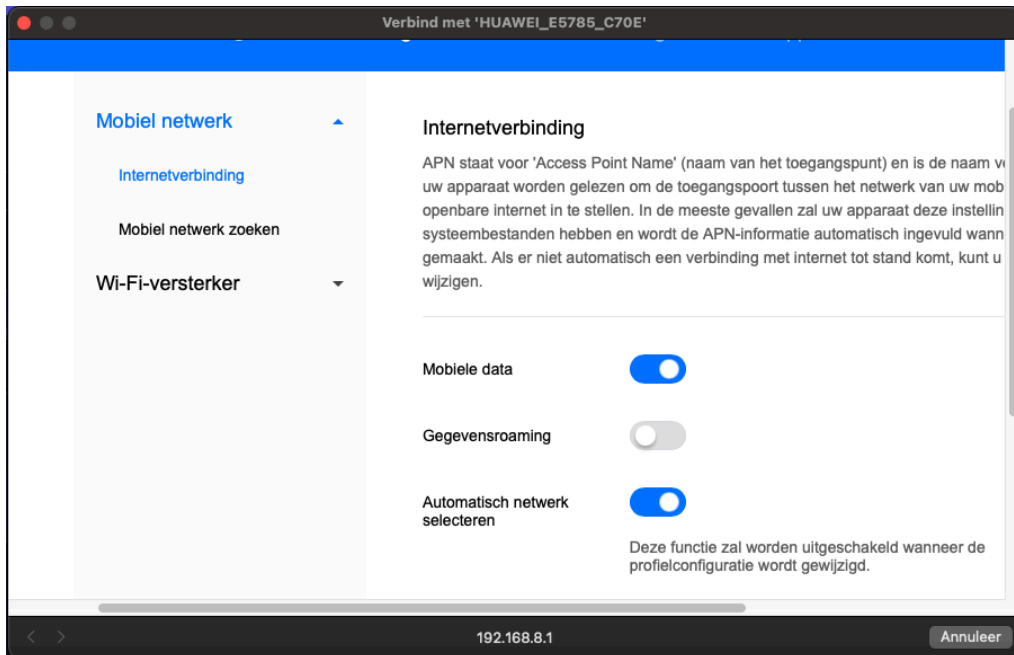 Verbind met 'HUAWEI_E5785_C70E'
Mobiel netwerk
Internetverbinding
Mobiel netwerk zoeken
Wi-Fi-versterker
Internetverbinding
APN staat voor 'Access Point Name' (naam van het toegangspunt) en is de naam
uw apparaat worden gelezen om de toegangspoort tussen het netwerk van uw mob
openbare internet in te stellen. In de meeste gevallen zal uw apparaat deze instellin
systeembestanden hebben en wordt de APN-informatie automatisch ingevuld wann
gemaakt. Als er niet automatisch een verbinding met internet tot stand komt, kunt u
wijzigen.
Mobiele data
Gegevensroaming
Automatisch netwerk
selecteren
Deze functie zal worden uitgeschakeld wanneer de
profielconfiguratie wordt gewijzigd.
192.168.8.1
Annuleer